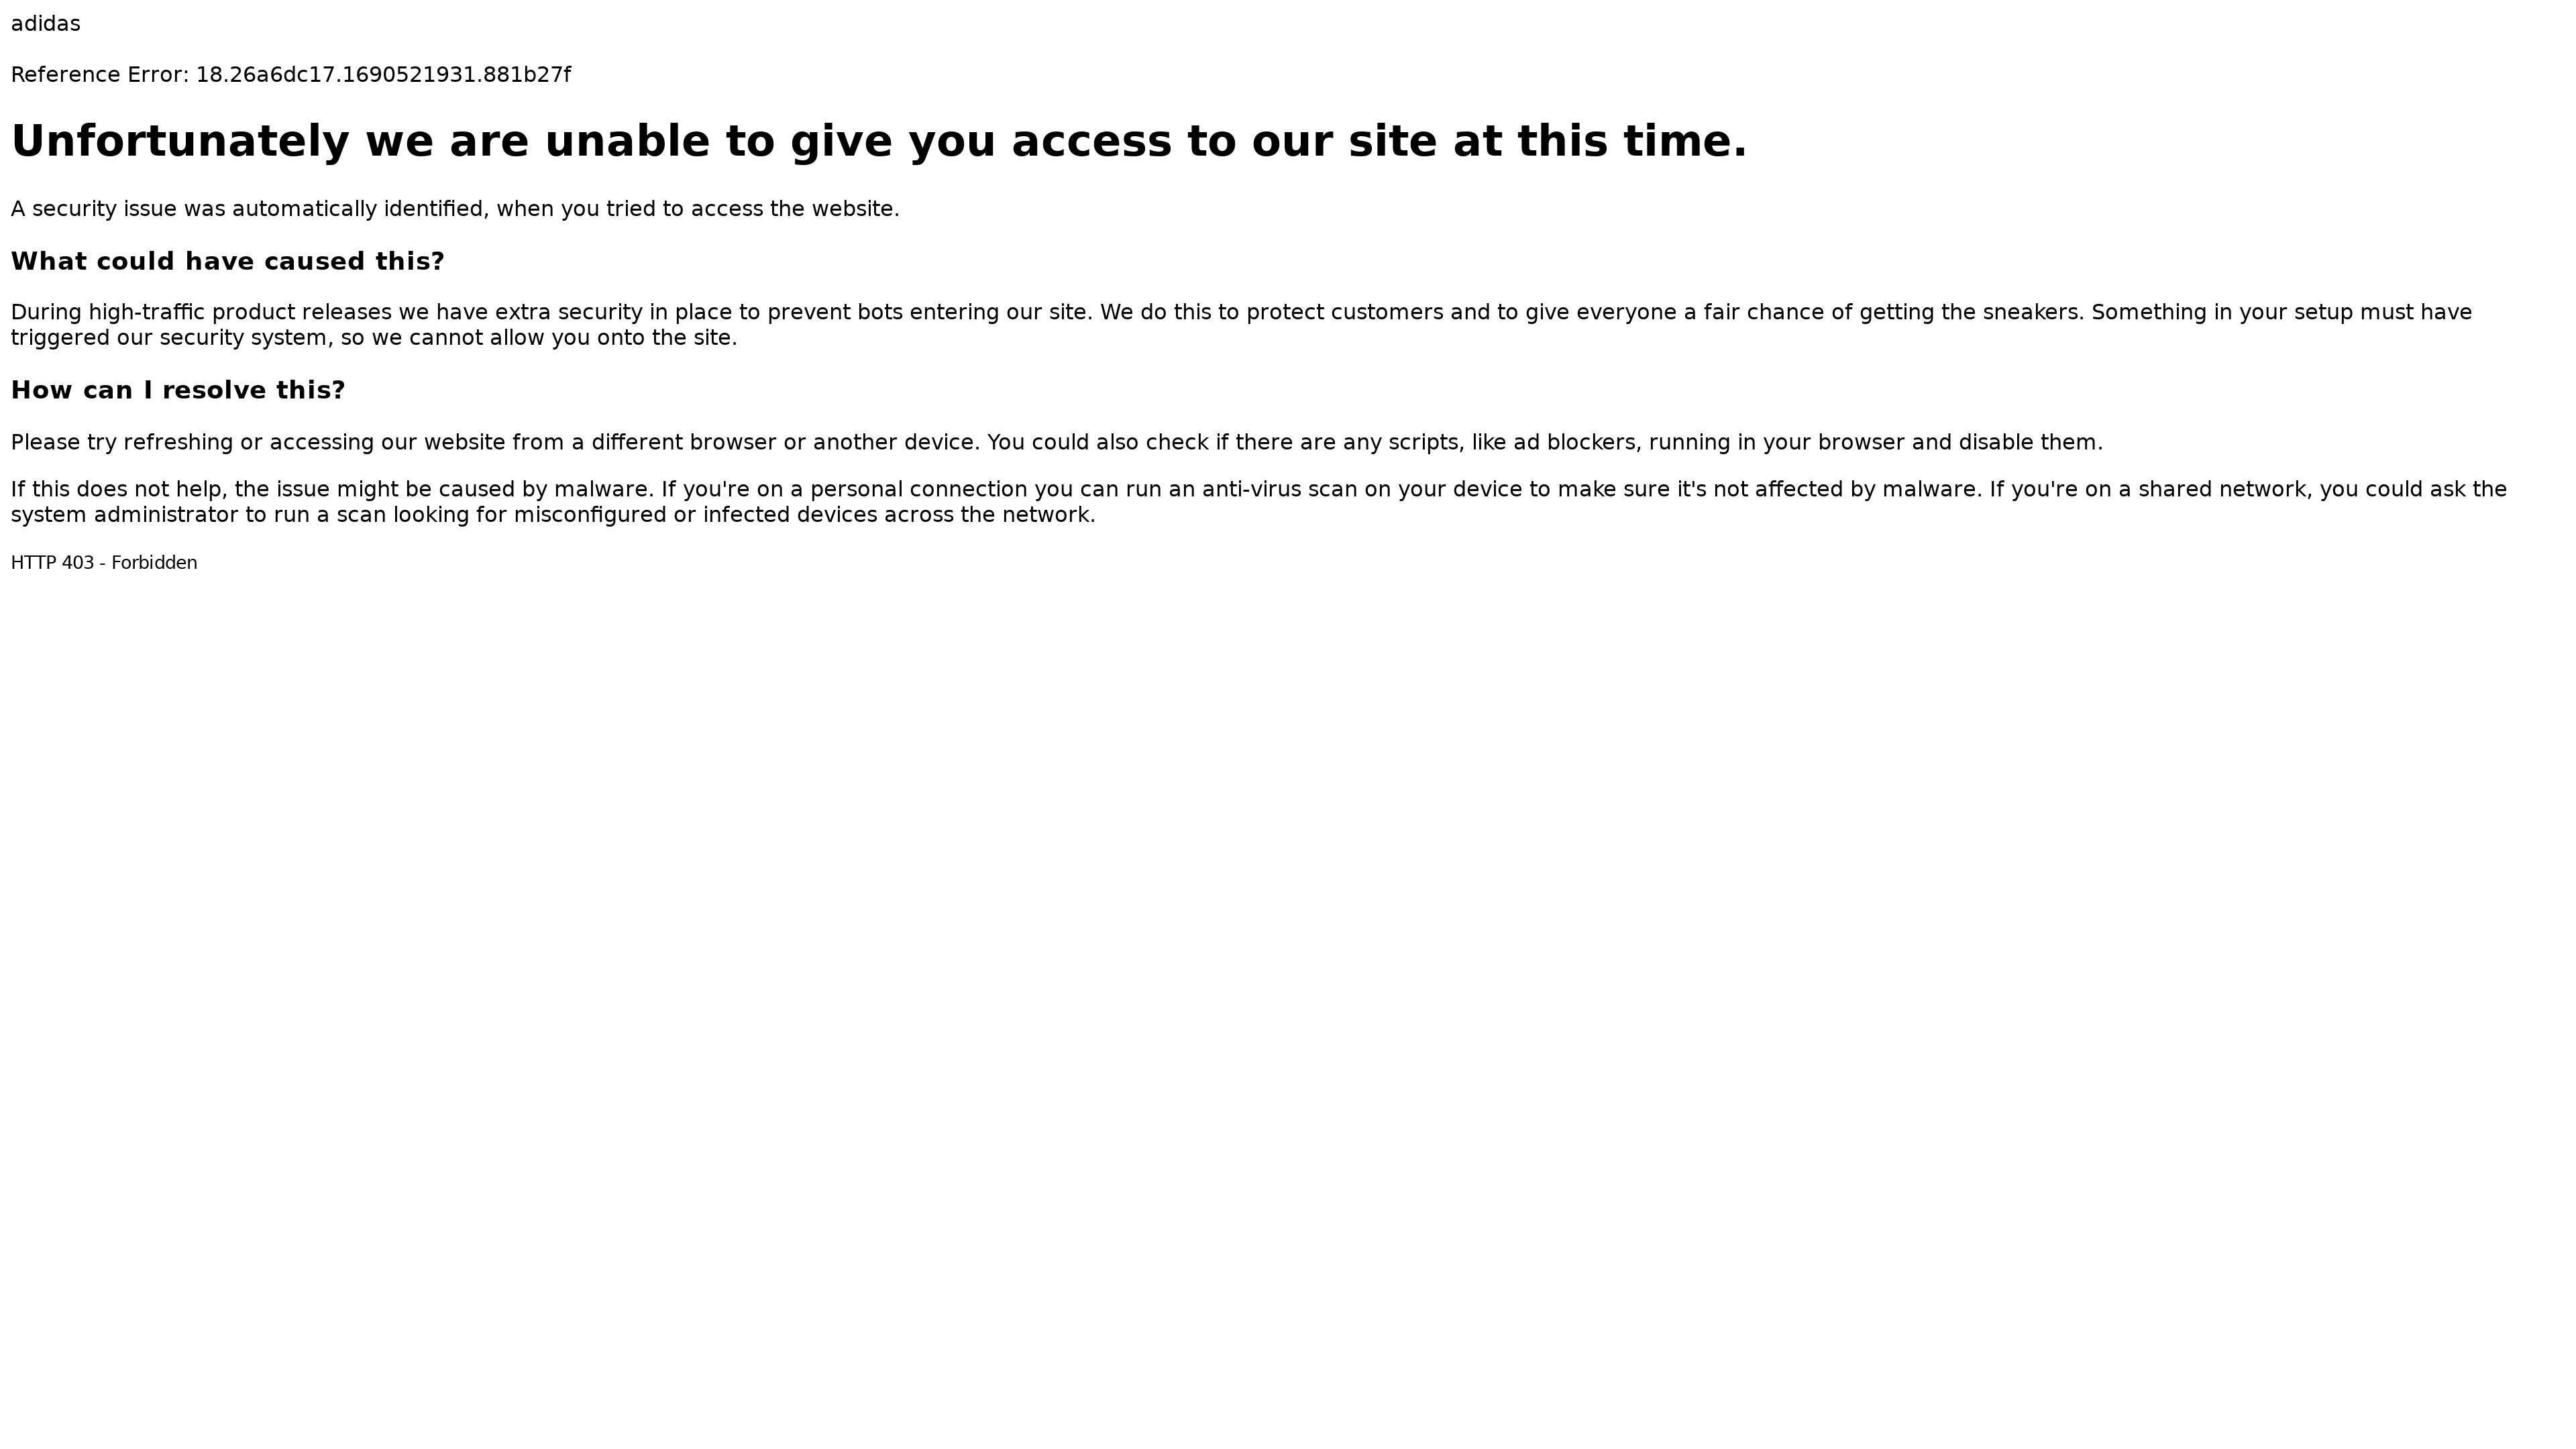 adidas
Reference Error: 18.26a6dc17.1690521931.881b27f
Unfortunately we are unable to give you access to our site at this time.
A security issue was automatically identified, when you tried to access the website.
What could have caused this?
During high-traffic product releases we have extra security in place to prevent bots entering our site. We do this to protect customers and to give everyone a fair chance of getting the sneakers. Something in your setup must have
triggered our security system, so we cannot allow you onto the site.
How can I resolve this?
Please try refreshing or accessing our website from a different browser or another device. You could also check if there are any scripts, like ad blockers, running in your browser and disable them.
If this does not help, the issue might be caused by malware. If you're on a personal connection you can run an anti-virus scan on your device to make sure it's not affected by malware. If you're on a shared network, you could ask the
system administrator to run a scan looking for misconfigured or infected devices across the network.
HTTP 403 - Forbidden